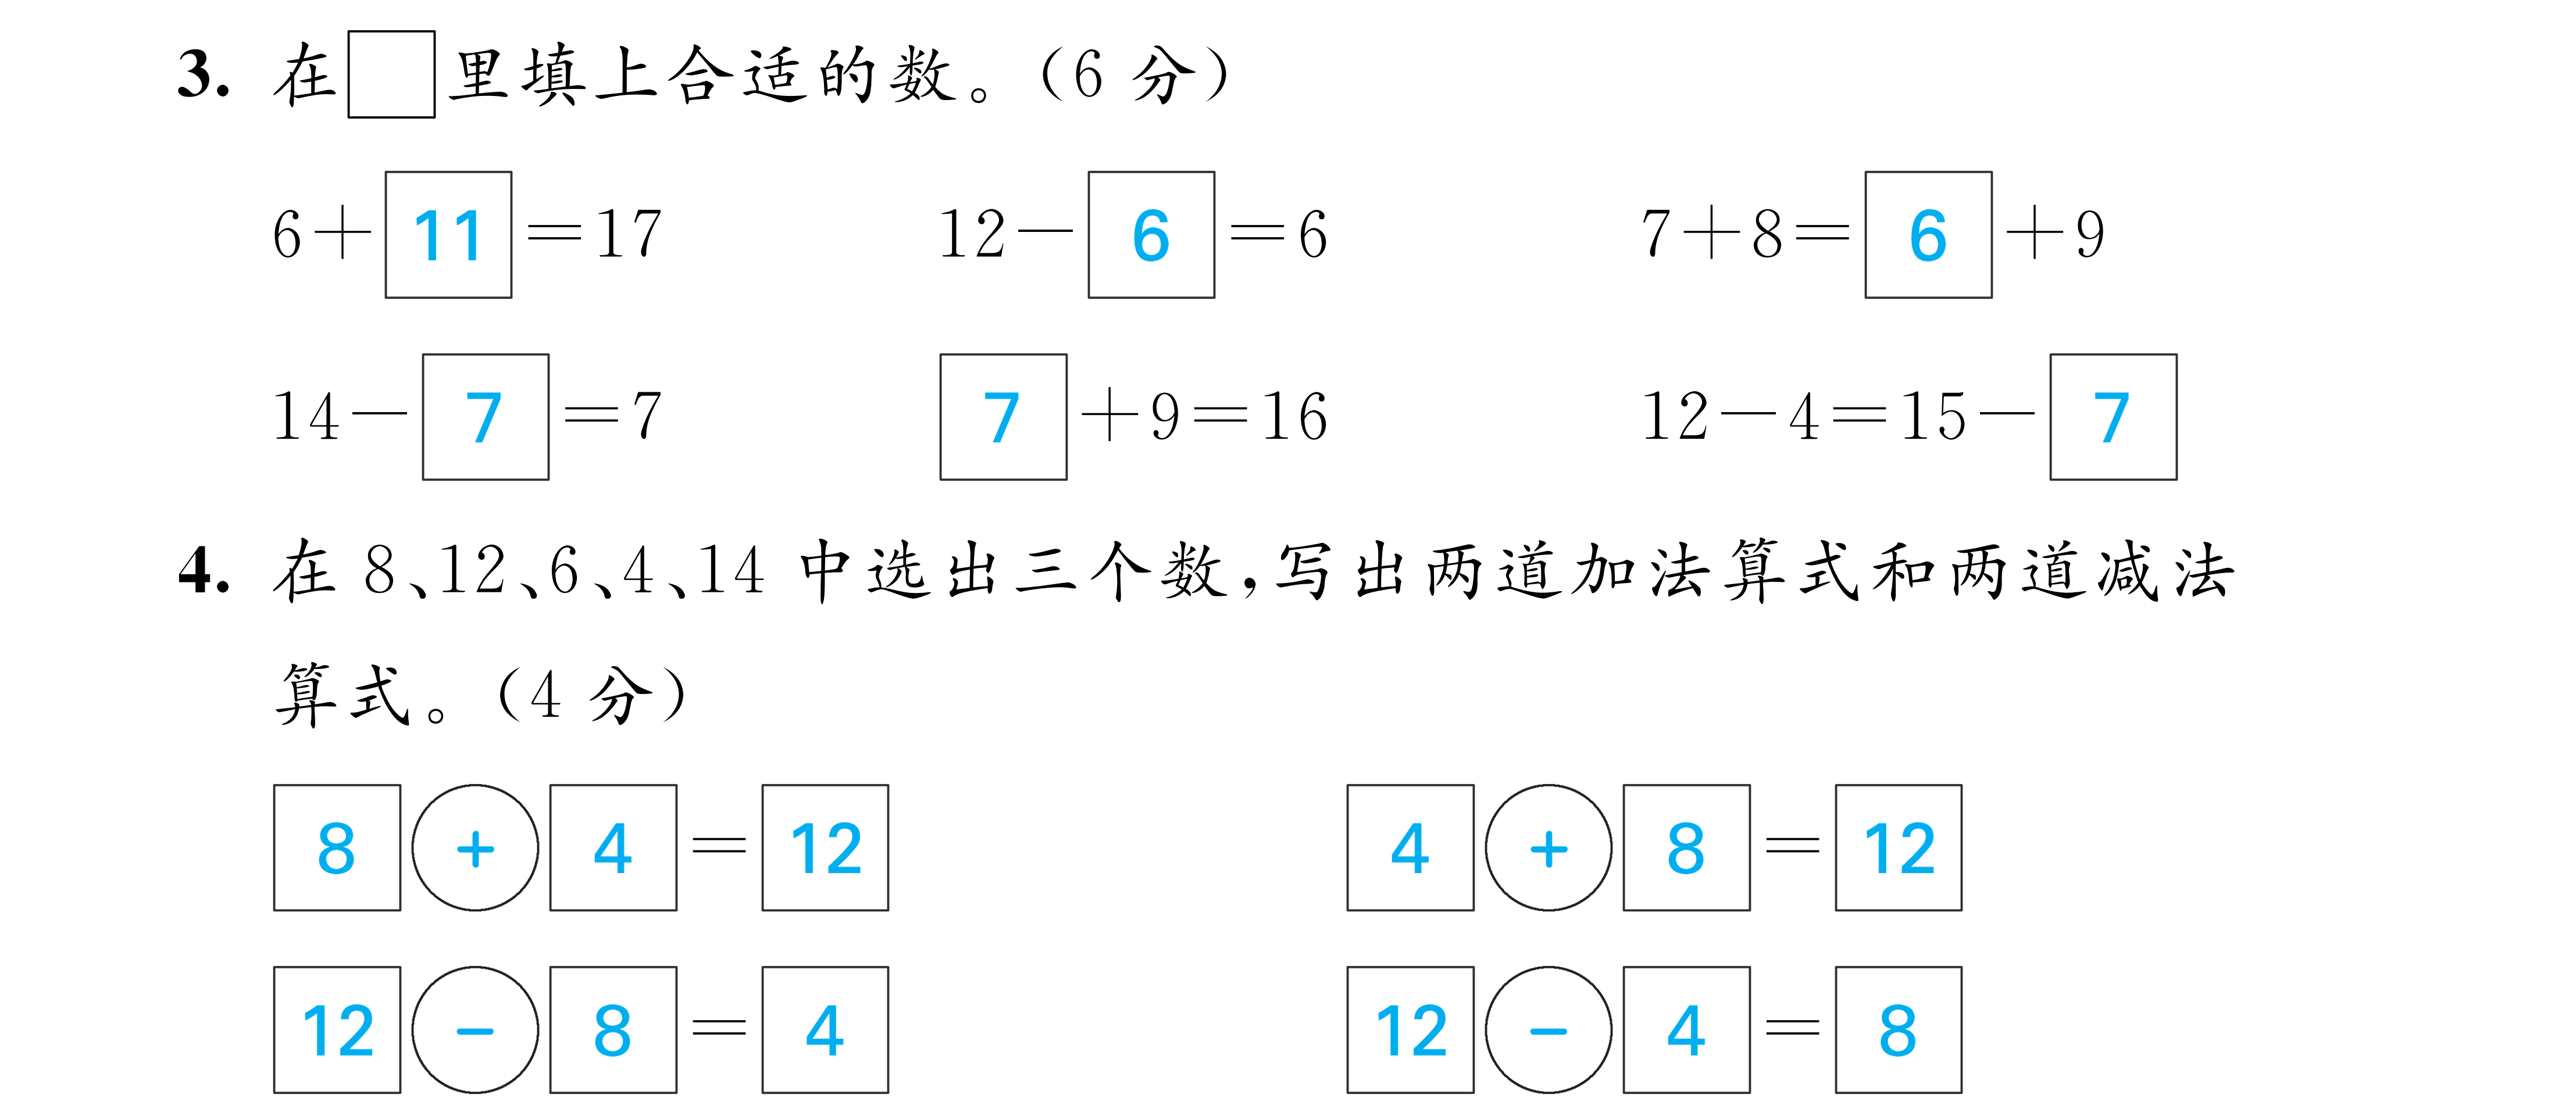 3. 在□里填上合适的数。(6 分)
6+11=17 12-6=6 7+8=6+9
14-7=7 7+9=16 12-4=15-7
4. 在 8、12、6、4、14 中选出三个数,写出两道加法算式和两道减法
算式。(4 分)
8+4=12 4+8=12
12-8=4 12-4=8